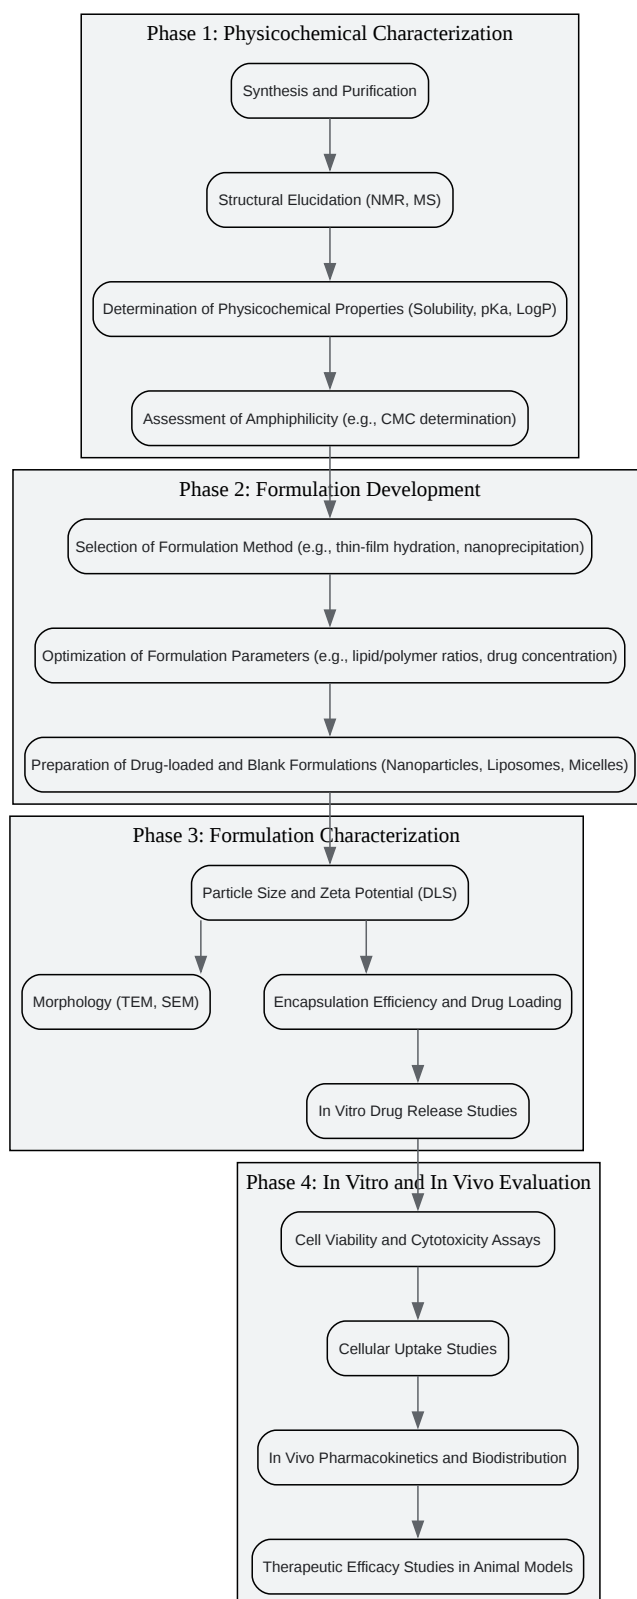 Phase 1: Physicochemical Characterization
Synthesis and Purification
Structural Elucidation (NMR, MS)
Determination of Physicochemical Properties (Solubility, pKa, LogP)
Assessment of Amphiphilicity (e.g., CMC determination)
Phase 2: Formulation Development
Selection of Formulation Method (e.g., thin-film hydration, nanoprecipitation)
Optimization of Formulation Parameters (e.g., lipid/polymer ratios, drug concentration)
Preparation of Drug-loaded and Blank Formulations (Nanoparticles, Liposomes, Micelles)
Phase 3: Formulation Characterization
Particle Size and Zeta Potential (DLS)
Morphology (TEM, SEM)
Encapsulation Efficiency and Drug Loading
In Vitro Drug Release Studies
Phase 4: In Vitro and In Vivo Evaluation
Cell Viability and Cytotoxicity Assays
Cellular Uptake Studies
In Vivo Pharmacokinetics and Biodistribution
Therapeutic Efficacy Studies in Animal Models